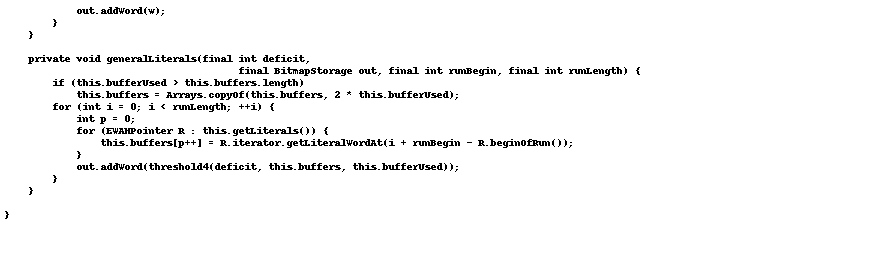 out.addWord(w);
        }
    }

    private void generalLiterals(final int deficit,
                                       final BitmapStorage out, final int runBegin, final int runLength) {
        if (this.bufferUsed > this.buffers.length)
            this.buffers = Arrays.copyOf(this.buffers, 2 * this.bufferUsed);
        for (int i = 0; i < runLength; ++i) {
            int p = 0;
            for (EWAHPointer R : this.getLiterals()) {
                this.buffers[p++] = R.iterator.getLiteralWordAt(i + runBegin - R.beginOfRun());
            }
            out.addWord(threshold4(deficit, this.buffers, this.bufferUsed));
        }
    }

}